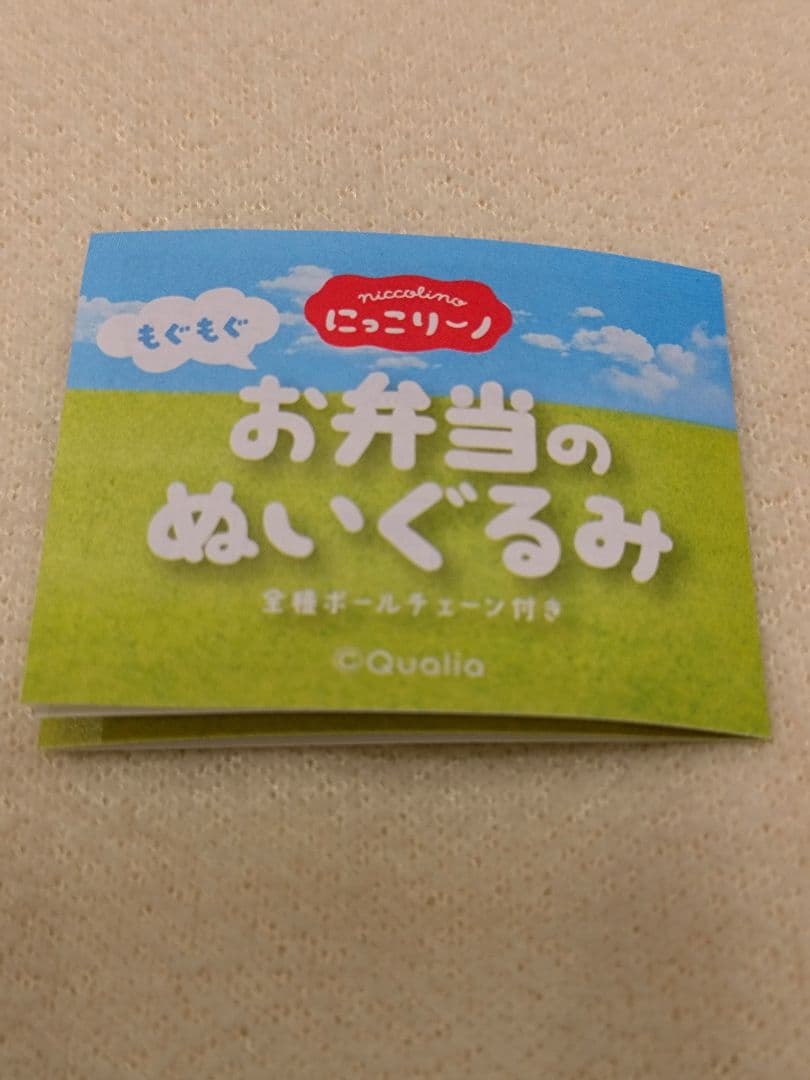 niccolino
にっこりーノ
もぐもぐ
お弁当の
ぬいぐるみ
全種ボールチェーン付き
©Qualia